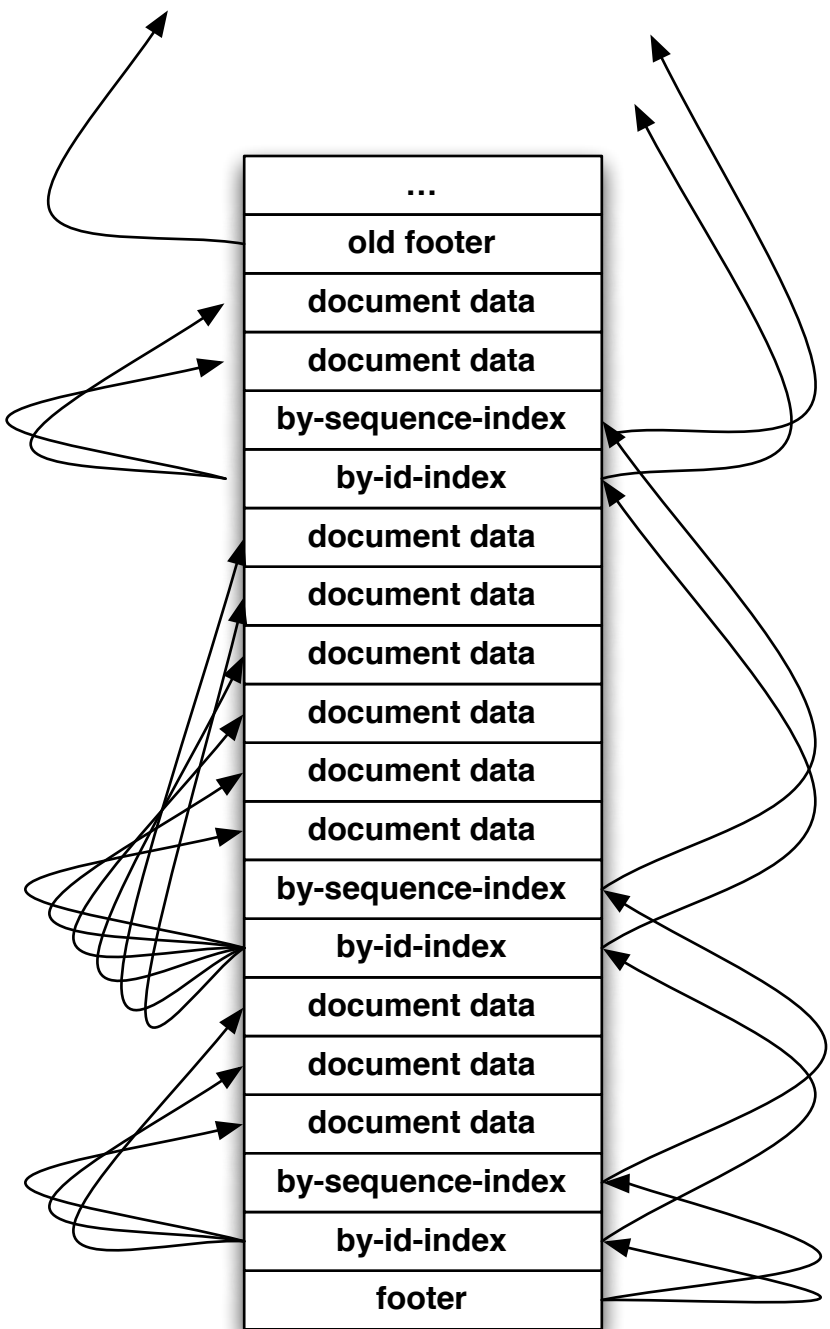 ...
old footer
document data
document data
by-sequence-index
by-id-index
document data
document data
document data
document data
document data
document data
by-sequence-index
by-id-index
document data
document data
document data
by-sequence-index
by-id-index
footer